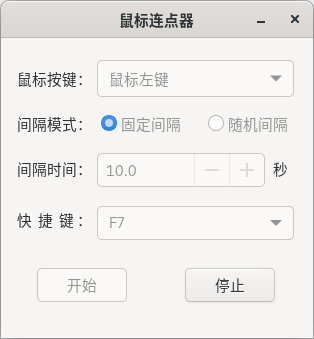 鼠标连点器
鼠标按键： 鼠标左键
间隔模式： 固定间隔 随机间隔
间隔时间： 10.0 秒
快 捷 键 ： F7
开始 停止